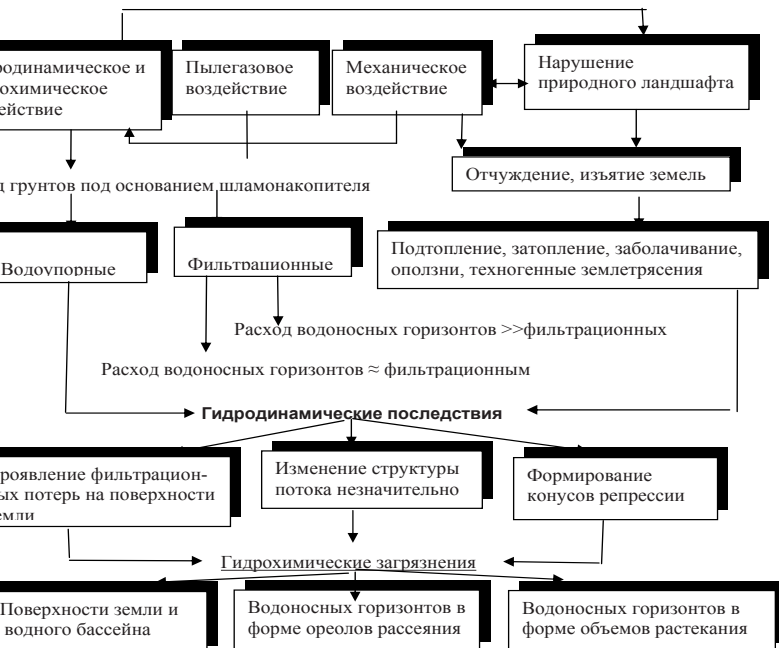 родинамическое и
охимическое
ействие
Пылегазовое
воздействие
Механическое
воздействие
Нарушение
природного ландшафта
Отчуждение, изъятие земель
д грунтов под основанием шламонакопителя
Водоупорные
Фильтрационные
Подтопление, затопление, заболачивание,
оползни, техногенные землетрясения
Расход водоносных горизонтов >>фильтрационных
Расход водоносных горизонтов ≈ фильтрационным
Гидродинамические последствия
роявление фильтрацион-
ых потерь на поверхности
емли
Изменение структуры
потока незначительно
Формирование
конусов репрессии
Гидрохимические загрязнения
Поверхности земли и
водного бассейна
Водоносных горизонтов в
форме ореолов рассеяния
Водоносных горизонтов в
форме объемов растекания